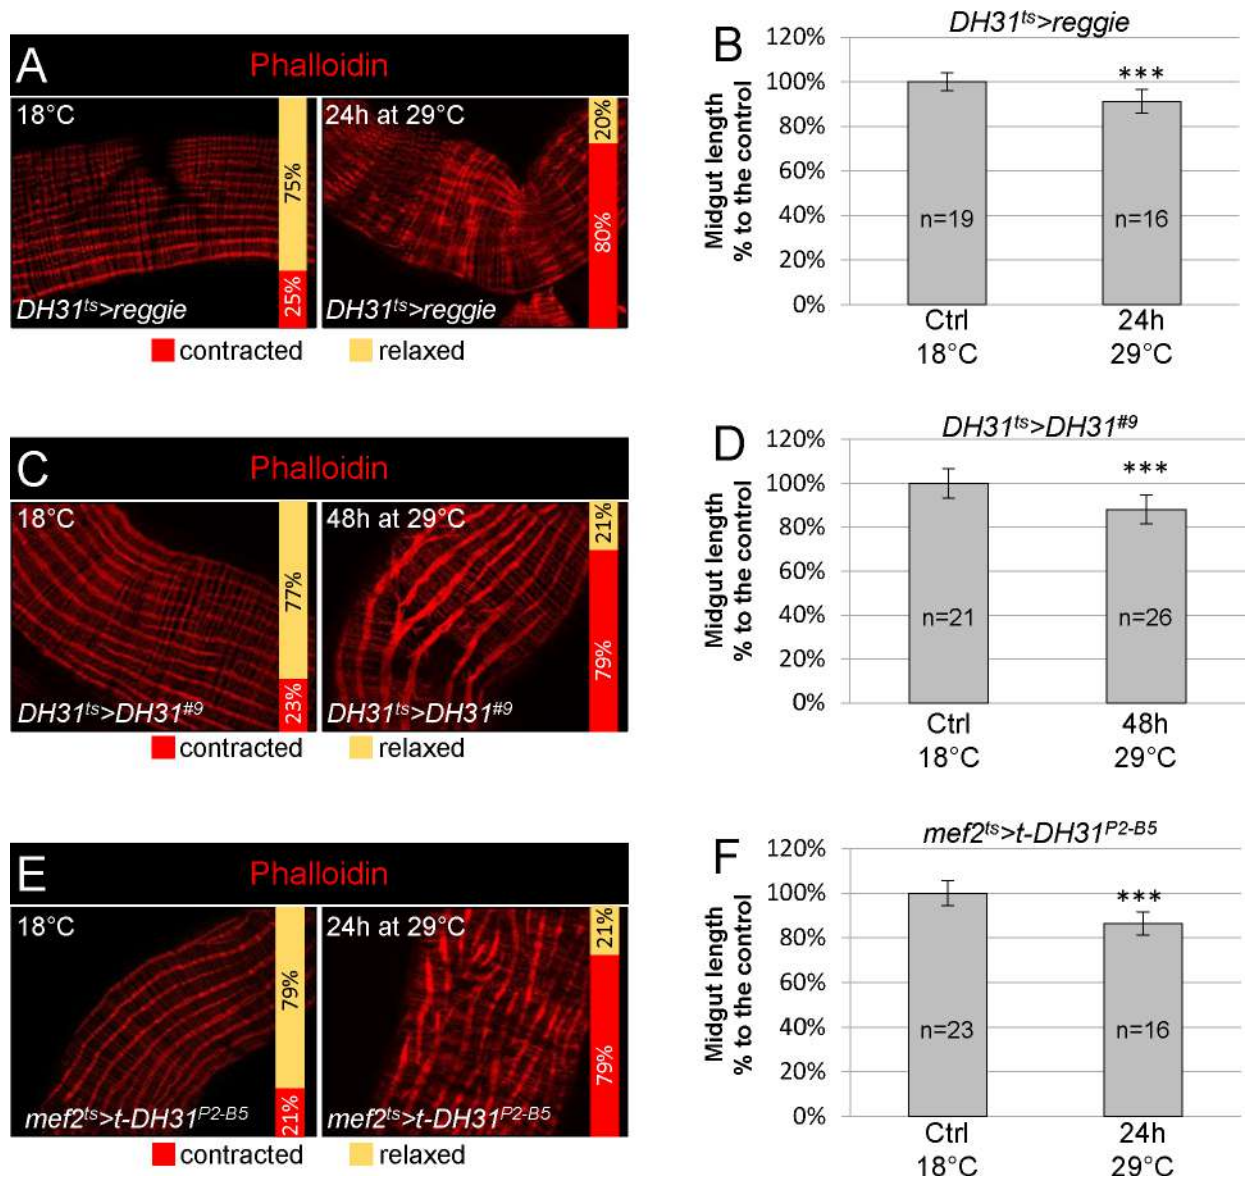 A
Phalloidin
18°C
24h at 29°C
75%
25%
20%
80%
DH31ts>reggie
DH31ts>reggie
contracted
relaxed
B
DH31ts>reggie
Midgut length
% to the control
120%
100%
80%
60%
40%
20%
0%
***
n=19
n=16
Ctrl
18°C
24h
29°C
C
Phalloidin
18°C
48h at 29°C
77%
23%
21%
79%
DH31ts>DH31#9
DH31ts>DH31#9
contracted
relaxed
D
DH31ts>DH31#9
Midgut length
% to the control
120%
100%
80%
60%
40%
20%
0%
***
n=21
n=26
Ctrl
18°C
48h
29°C
E
Phalloidin
18°C
24h at 29°C
79%
21%
21%
79%
mef2ts>t-DH31P2-B5
mef2ts>t-DH31P2-B5
contracted
relaxed
F
mef2ts>t-DH31P2-B5
Midgut length
% to the control
120%
100%
80%
60%
40%
20%
0%
***
n=23
n=16
Ctrl
18°C
24h
29°C